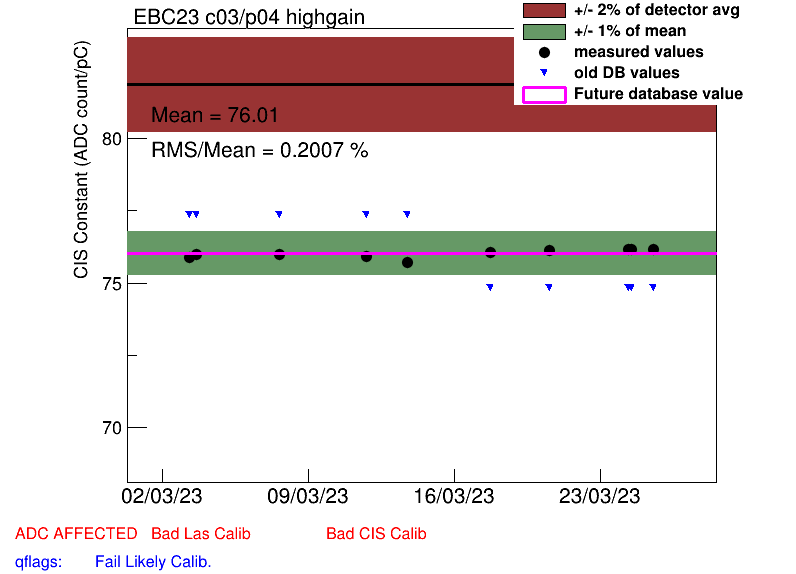 EBC23 c03/p04 highgain
+/- 2% of detector avg
+/- 1% of mean
measured values
old DB values
Future database value
CIS Constant (ADC count/pC)
Mean = 76.01
RMS/Mean = 0.2007 %
80
75
70
02/03/23 09/03/23 16/03/23 23/03/23
ADC AFFECTED Bad Las Calib Bad CIS Calib
qflags: Fail Likely Calib.